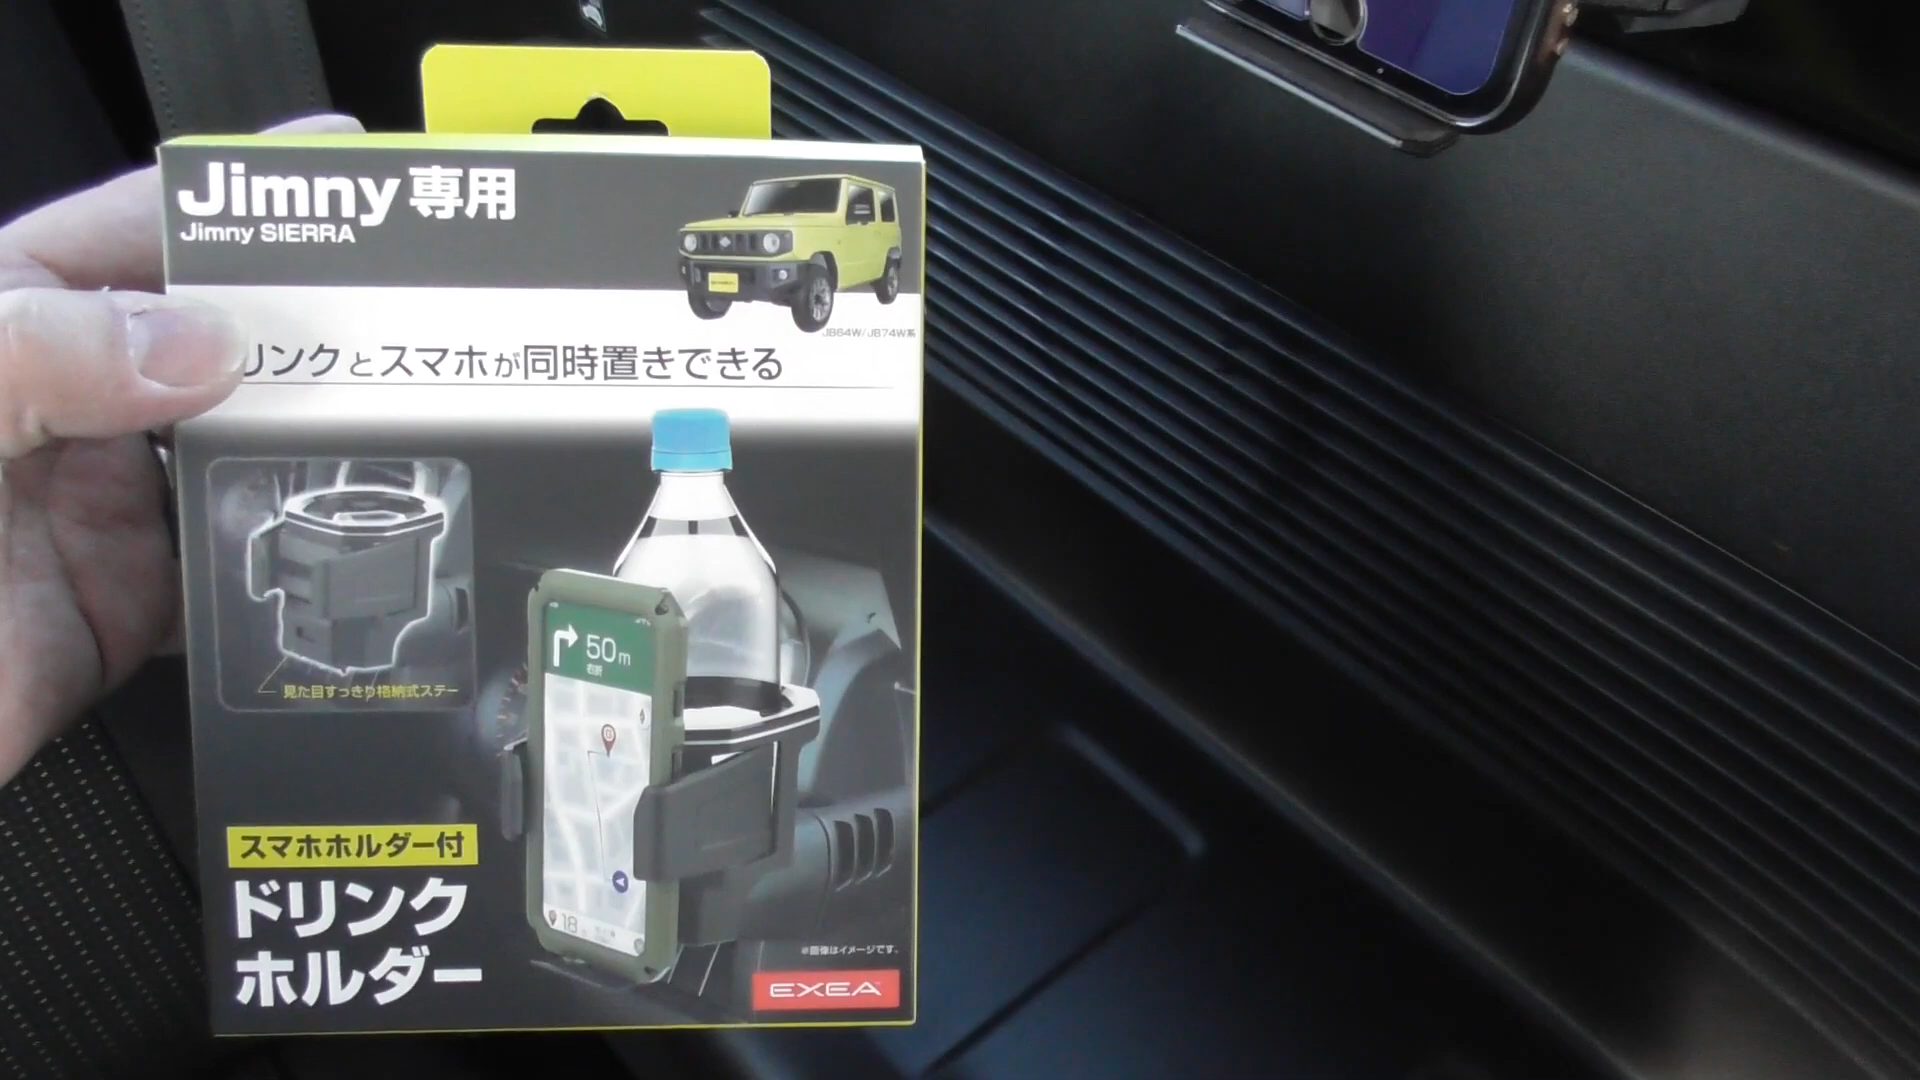 Jimny専用
Jimny SIERRA
JB64W/JB74W系
リンクとスマホが同時置きできる
50m
右折
見た目すっきり格納式ステー
18
スマホホルダー付
ドリンク
ホルダー
※画像はイメージです。
EXEA